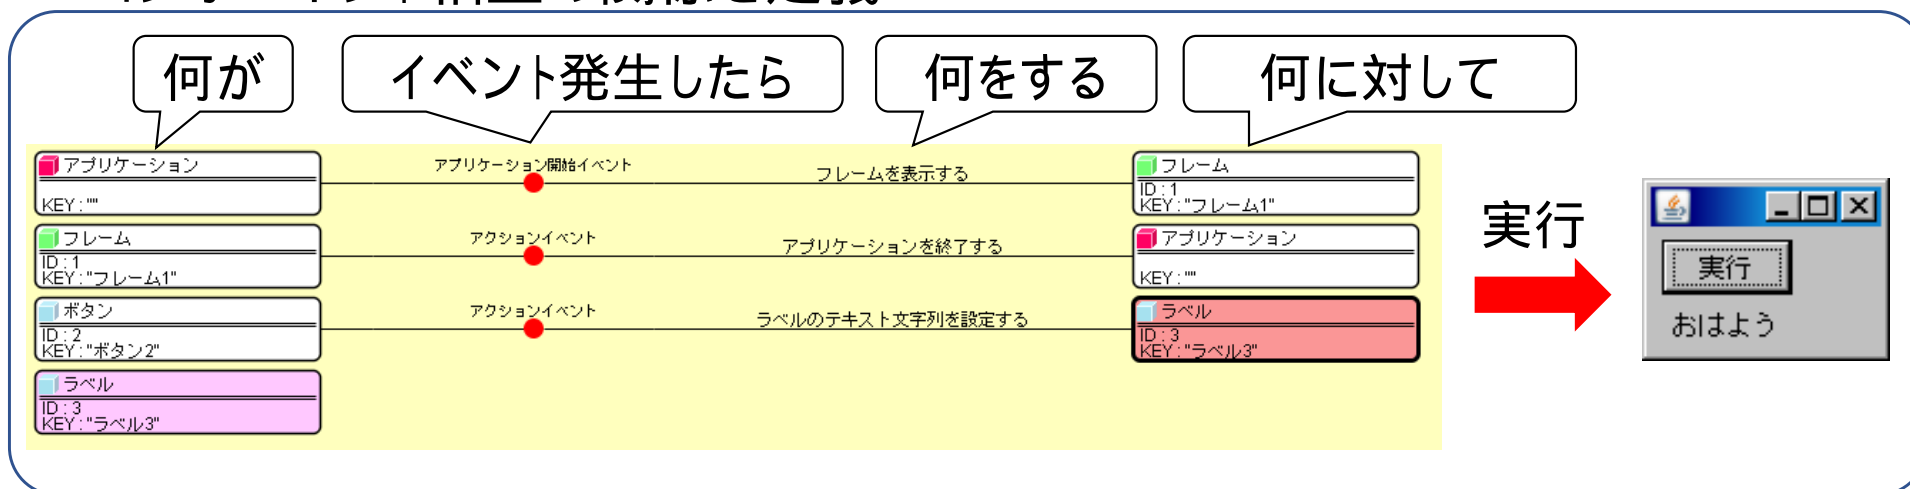 何が
イベント発生したら
何をする
何に対して
アプリケーション
KEY : ""
アプリケーション開始イベント
フレームを表示する
フレーム
ID : 1
KEY : "フレーム1"
フレーム
ID : 1
KEY : "フレーム1"
アクションイベント
アプリケーションを終了する
アプリケーション
KEY : ""
ボタン
ID : 2
KEY : "ボタン2"
アクションイベント
ラベルのテキスト文字列を設定する
ラベル
ID : 3
KEY : "ラベル3"
ラベル
ID : 3
KEY : "ラベル3"
実行
実行
おはよう